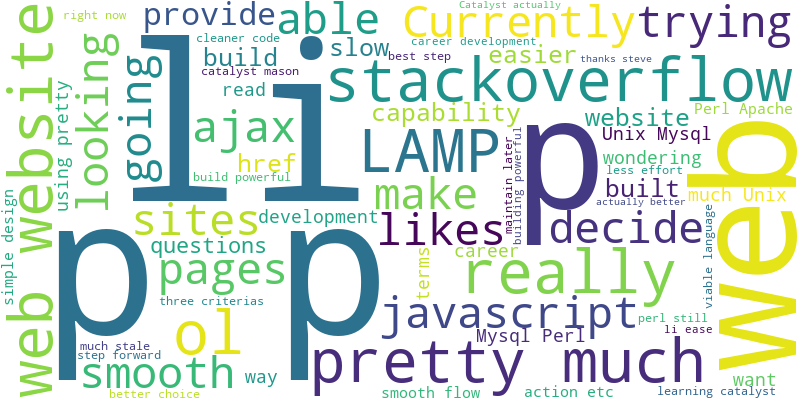 right now
provide
able
Catalyst actually
Currently
trying
cleaner code
slow
career development
easier
best step
thanks steve
build
catalyst mason
read
stackoverflow
web website
looking
using pretty
going
li
p p
ajax
href
build powerful
LAMP
capability
website
Perl Apache
Unix Mysql
wondering
less effort
built
much Unix
actually better
make
maintain later
building powerful
p
web
viable language
simple design
sites
development
likes
decide
questions
pages
career
terms
really
three criterias
javascript
perl still
li ease
Mysql Perl
ol
much stale
step forward
smooth
way
pretty much
want
better choice
smooth flow
action etc
learning catalyst